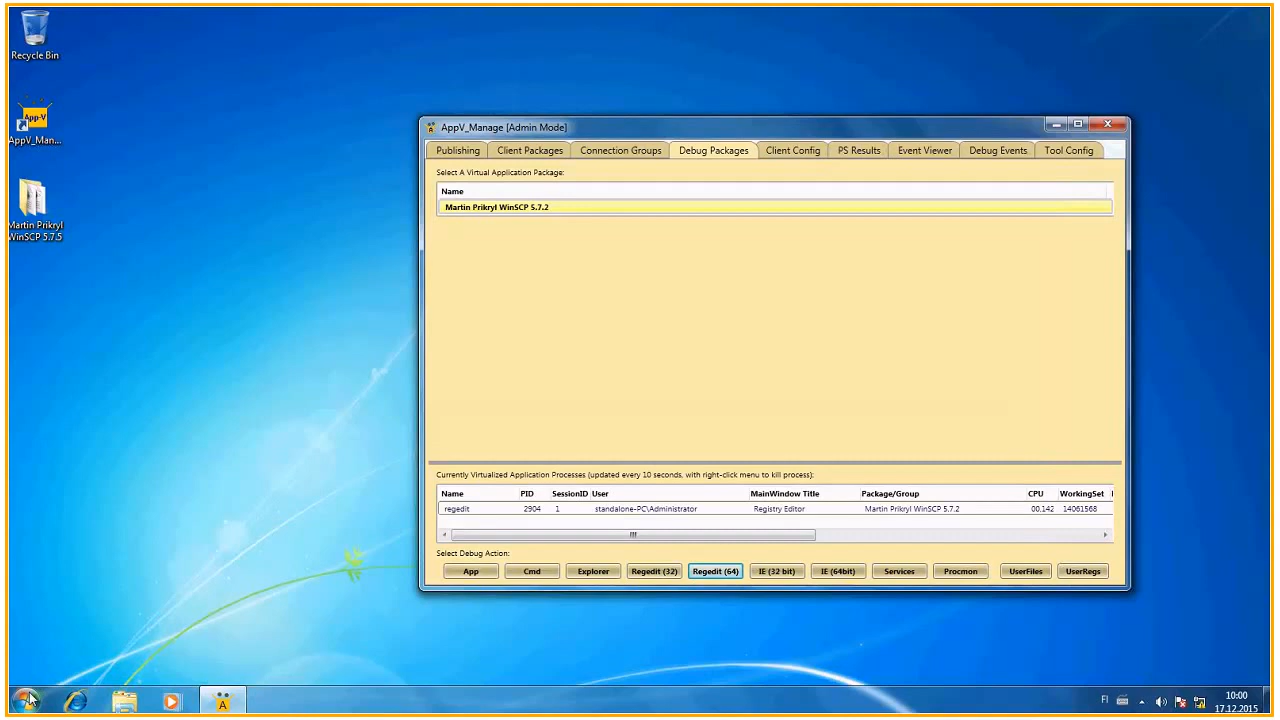 Recycle Bin
App-V
AppV_Man...
Martin Prikryl
WinSCP 5.7.5
AppV_Manage [Admin Mode]
Publishing Client Packages Connection Groups Debug Packages Client Config PS Results Event Viewer Debug Events Tool Config
Select A Virtual Application Package:
Name
Martin Prikryl WinSCP 5.7.2
Currently Virtualized Application Processes (updated every 10 seconds, with right-click menu to kill process):
Name PID SessionID User MainWindow Title Package/Group CPU WorkingSet
regedit 2904 1 standalone-PC\Administrator Registry Editor Martin Prikryl WinSCP 5.7.2 00.142 14061568
Select Debug Action:
App Cmd Explorer Regedit (32) Regedit (64) IE (32 bit) IE (64bit) Services Procmon UserFiles UserRegs
A
FI
10:00
17.12.2015